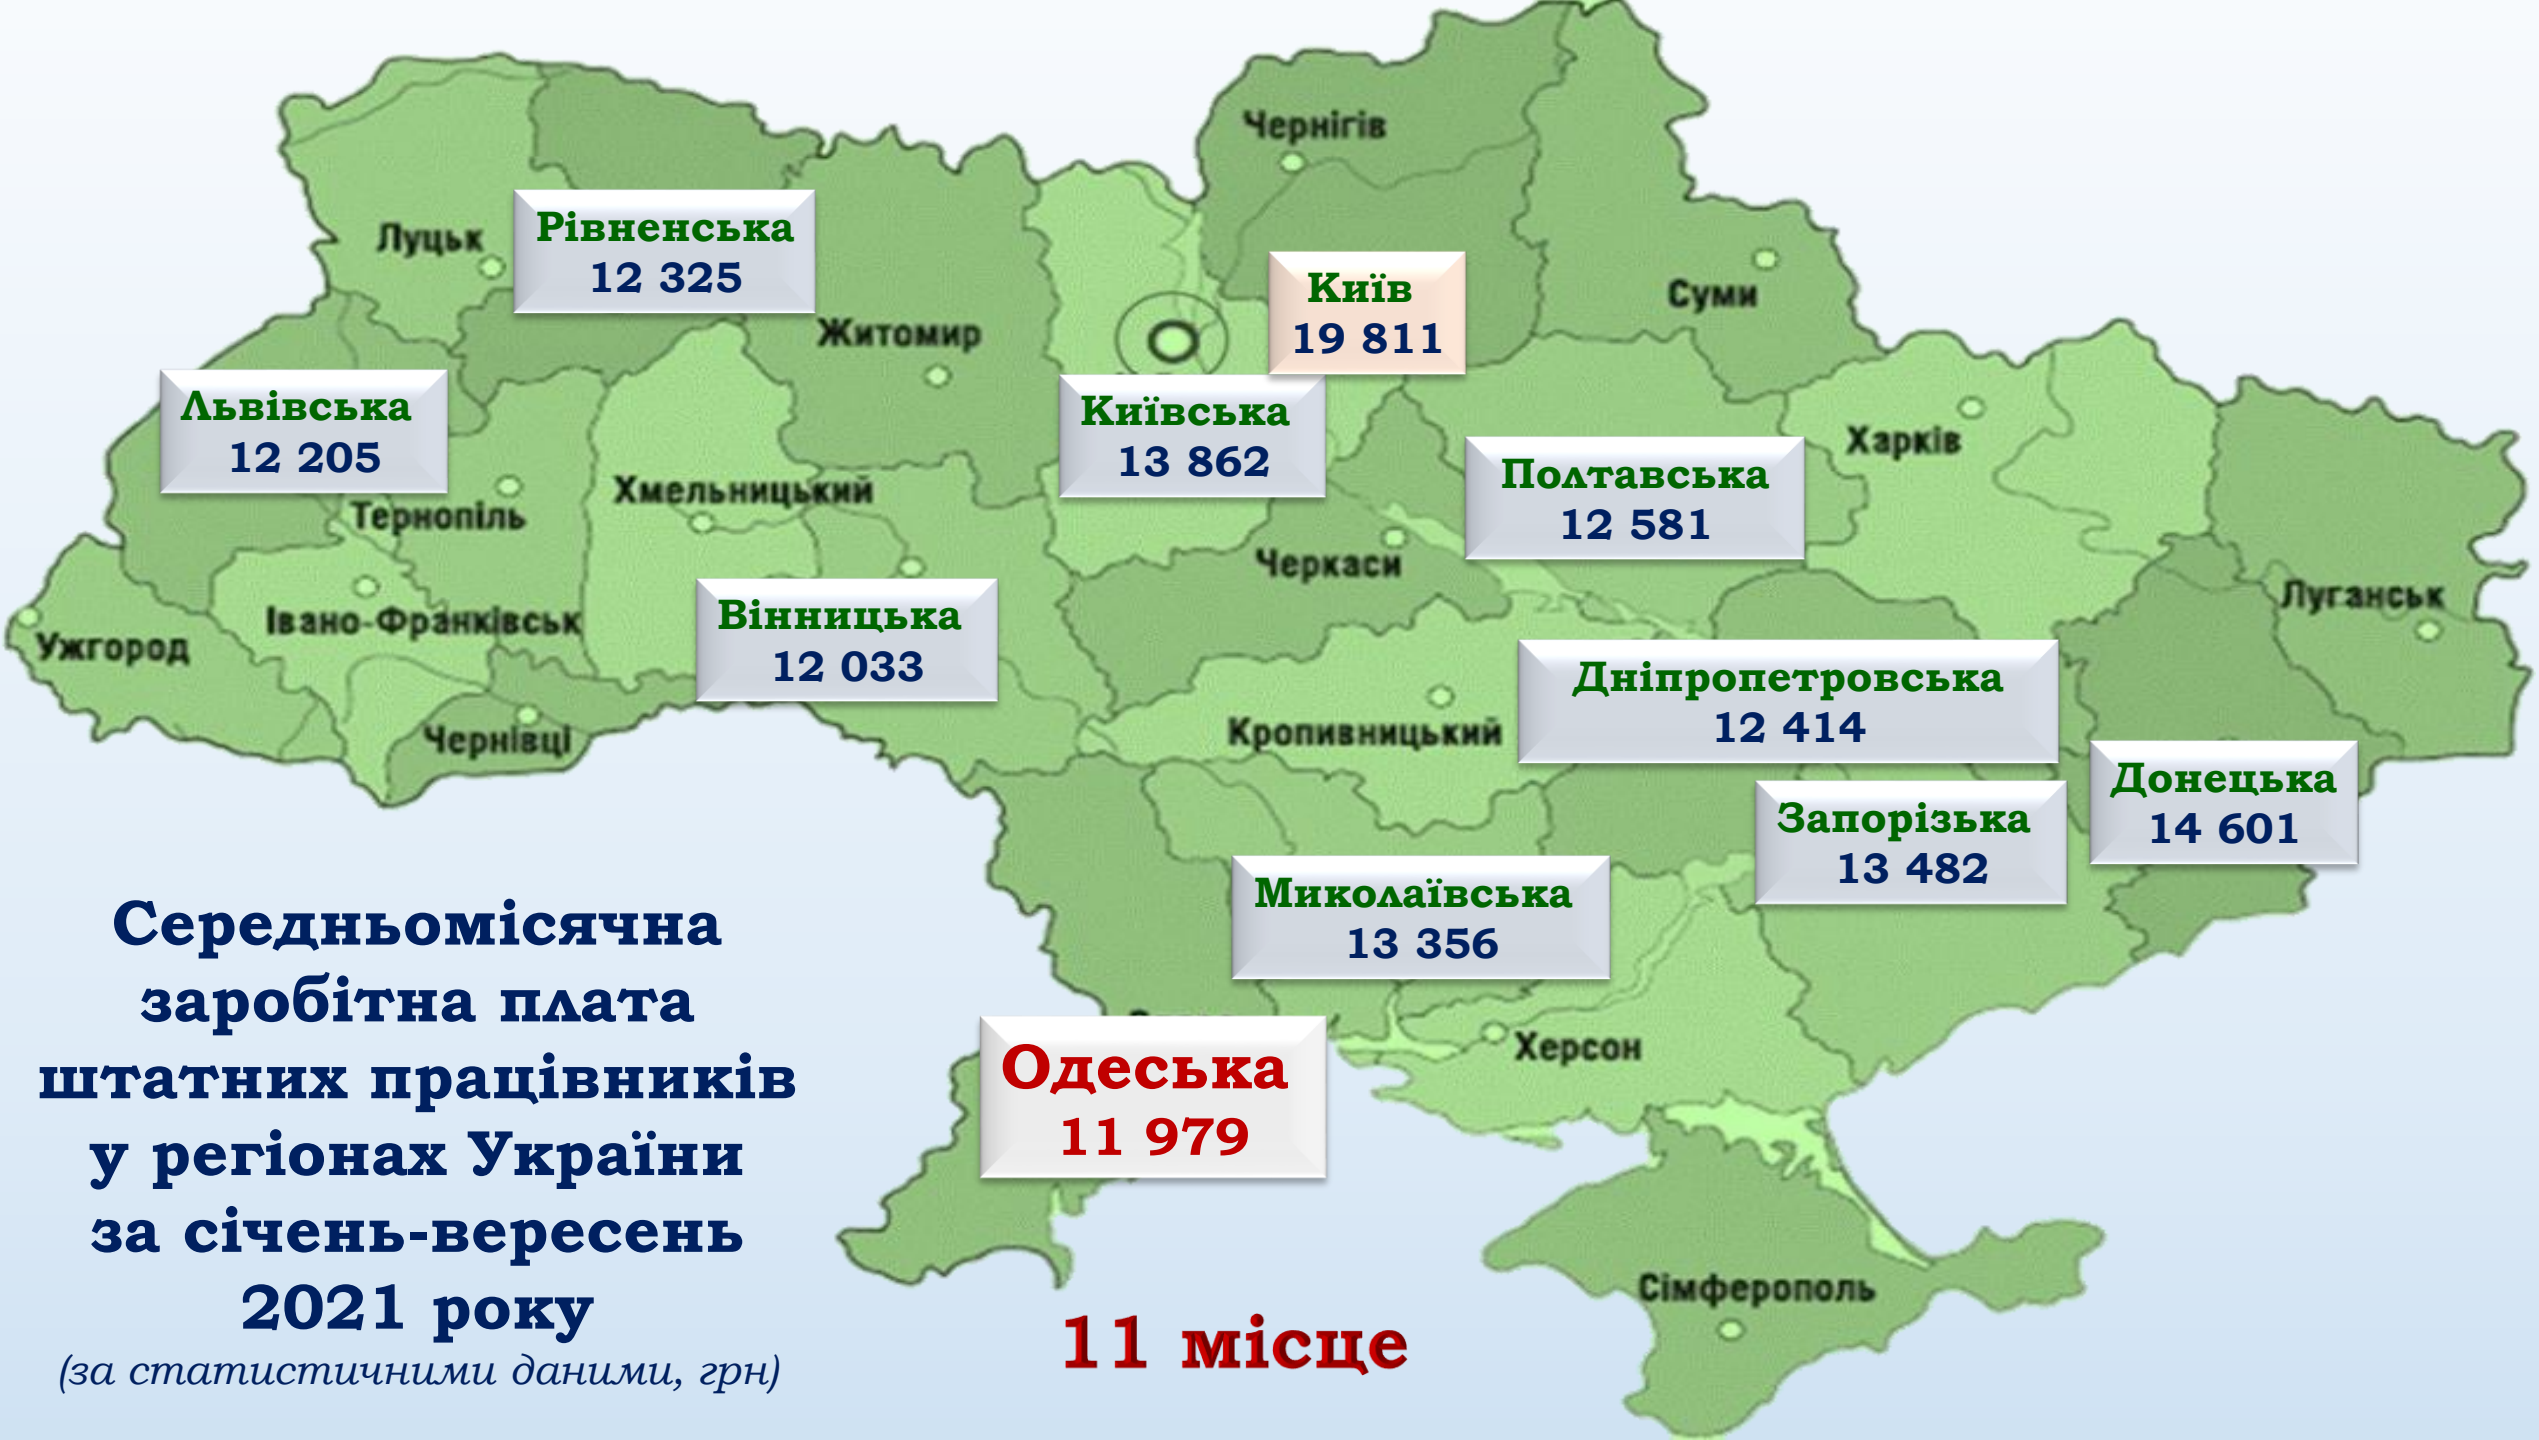 Чернігів
Луцьк
Рівненська
12 325
Київ
19 811
Суми
Житомир
Львівська
12 205
Київська
13 862
Харків
Полтавська
12 581
Хмельницький
Тернопіль
Черкаси
Вінницька
12 033
Луганськ
Івано-Франківськ
Ужгород
Дніпропетровська
12 414
Кропивницький
Чернівці
Донецька
14 601
Запорізька
13 482
Миколаївська
13 356
Херсон
Одеська
11 979
Сімферополь
11 місце
Середньомісячна
заробітна плата
штатних працівників
у регіонах України
за січень-вересень
2021 року
(за статистичними даними, грн)